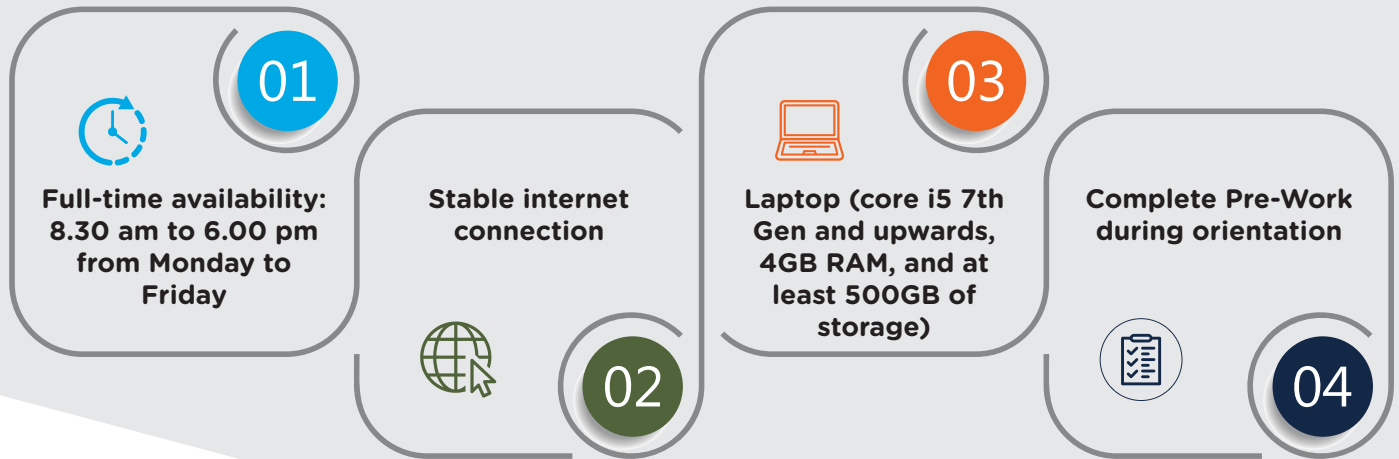 01
Full-time availability:
8.30 am to 6.00 pm
from Monday to
Friday
Stable internet
connection
02
03
Laptop (core i5 7th
Gen and upwards,
4GB RAM, and at
least 500GB of
storage)
Complete Pre-Work
during orientation
04